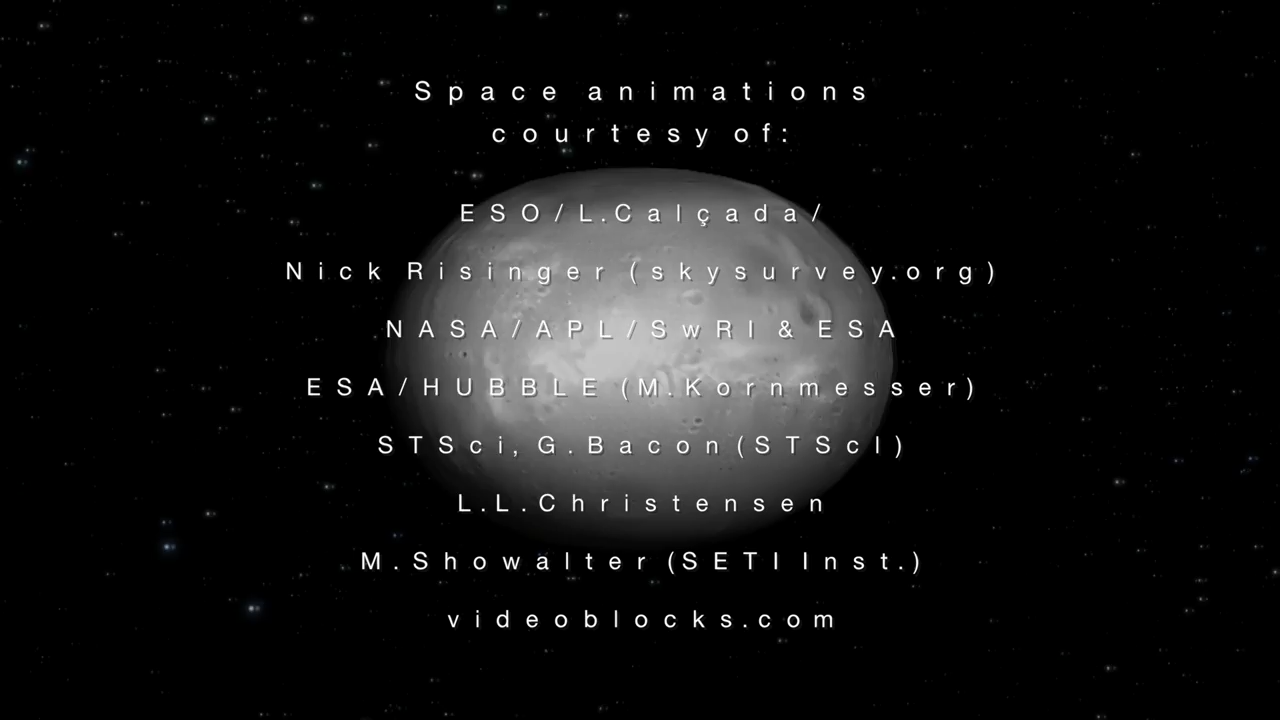 Space animations
courtesy of:
ESO/L.Calçada/
Nick Risinger (skysurvey.org)
NASA/APL/SwRI & ESA
ESA/HUBBLE (M.Kornmesser)
STSci, G.Bacon (STScI)
L.L.Christensen
M.Showalter (SETI Inst.)
videoblocks.com